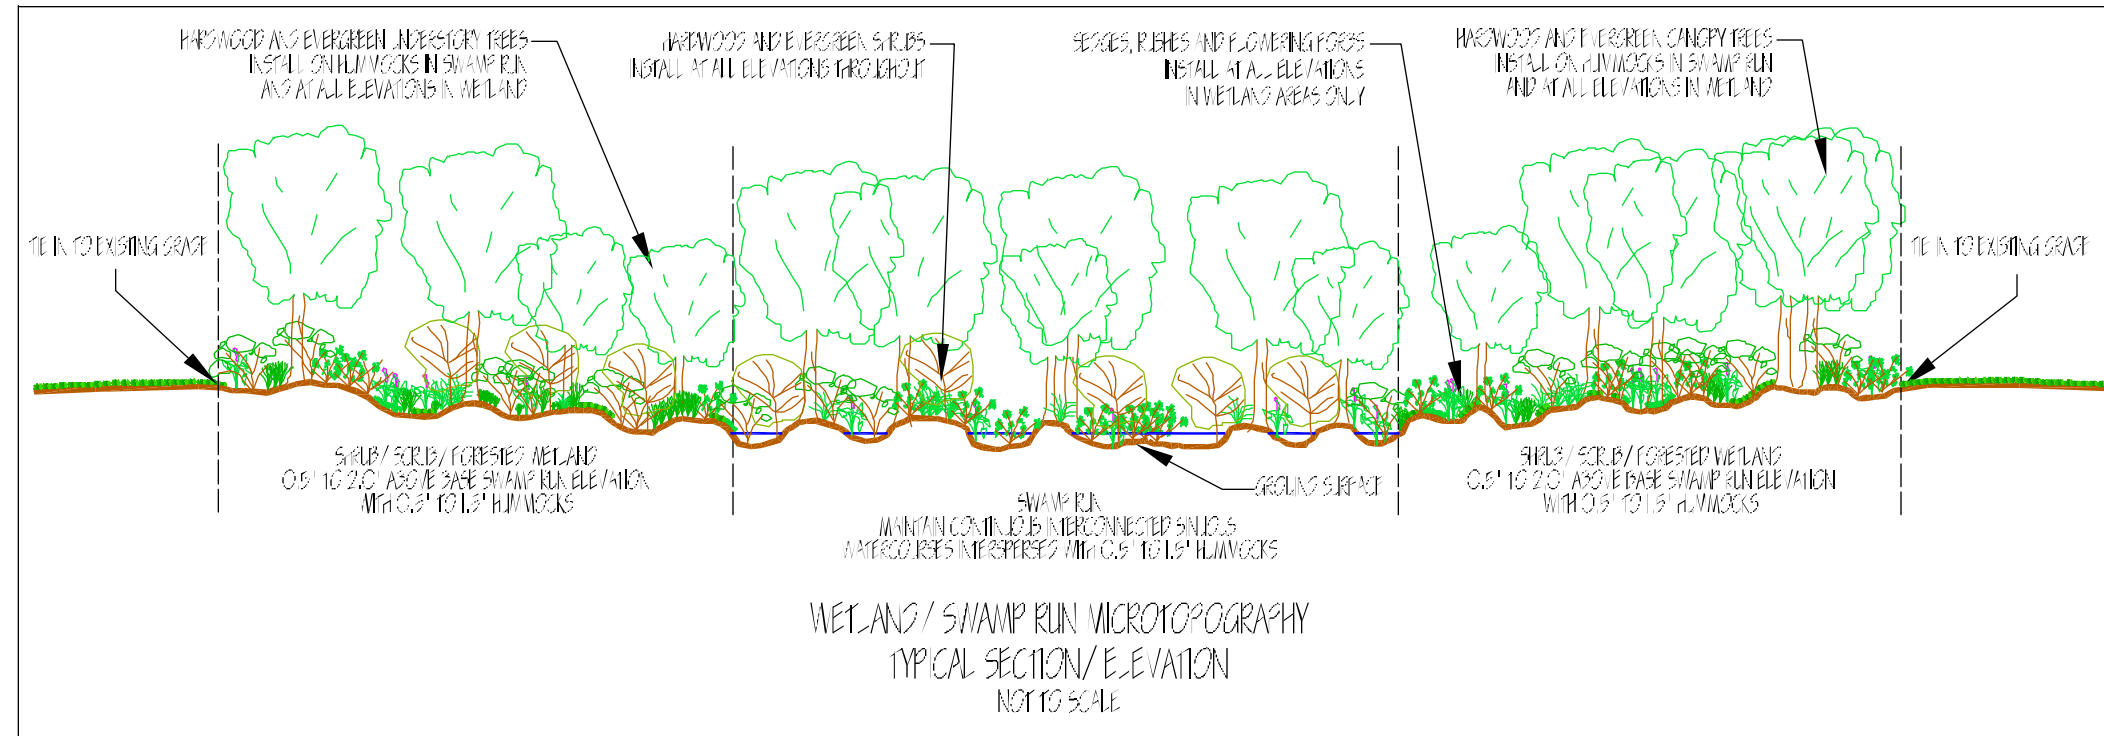 HARDWOOD AND EVERGREEN UNDERSTORY TREES
INSTALL ON HUMMOCKS IN SWAMP RUN
AND AT ALL ELEVATIONS IN WETLAND
HARDWOOD AND EVERGREEN SHRUBS
INSTALL AT ALL ELEVATIONS THROUGHOUT
SEDGES, RUSHES AND FLOWERING FORBS
INSTALL AT ALL ELEVATIONS
IN WETLAND AREAS ONLY
HARDWOOD AND EVERGREEN CANOPY TREES
INSTALL ON HUMMOCKS IN SWAMP RUN
AND AT ALL ELEVATIONS IN WETLAND
TIE IN TO EXISTING GRADE
TIE IN TO EXISTING GRADE
SHRUB / SCRUB / FORESTED WETLAND
0.5' TO 2.0' ABOVE BASE SWAMP RUN ELEVATION
WITH 0.5' TO 1.5' HUMMOCKS
GROUND SURFACE
SWAMP RUN
MAINTAIN CONTINUOUS INTERCONNECTED SINUOUS
WATERCOURSES INTERSPERSED WITH 0.5' TO 1.5' HUMMOCKS
SHRUB / SCRUB / FORESTED WETLAND
0.5' TO 2.0' ABOVE BASE SWAMP RUN ELEVATION
WITH 0.5' TO 1.5' HUMMOCKS
WETLAND / SWAMP RUN MICROTOPOGRAPHY
TYPICAL SECTION / ELEVATION
NOT TO SCALE